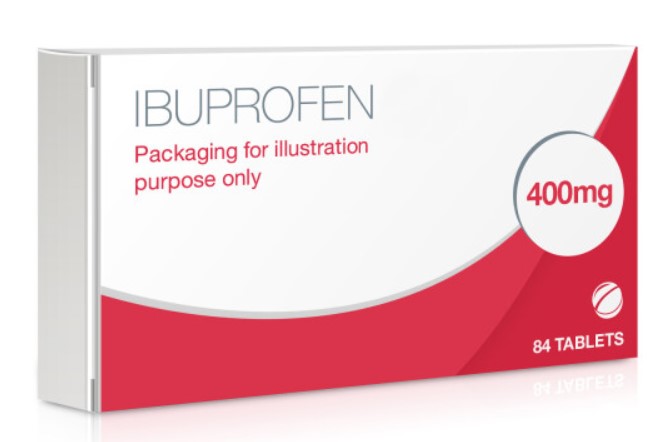 IBUPROFEN
Packaging for illustration
purpose only
400mg
84 TABLETS